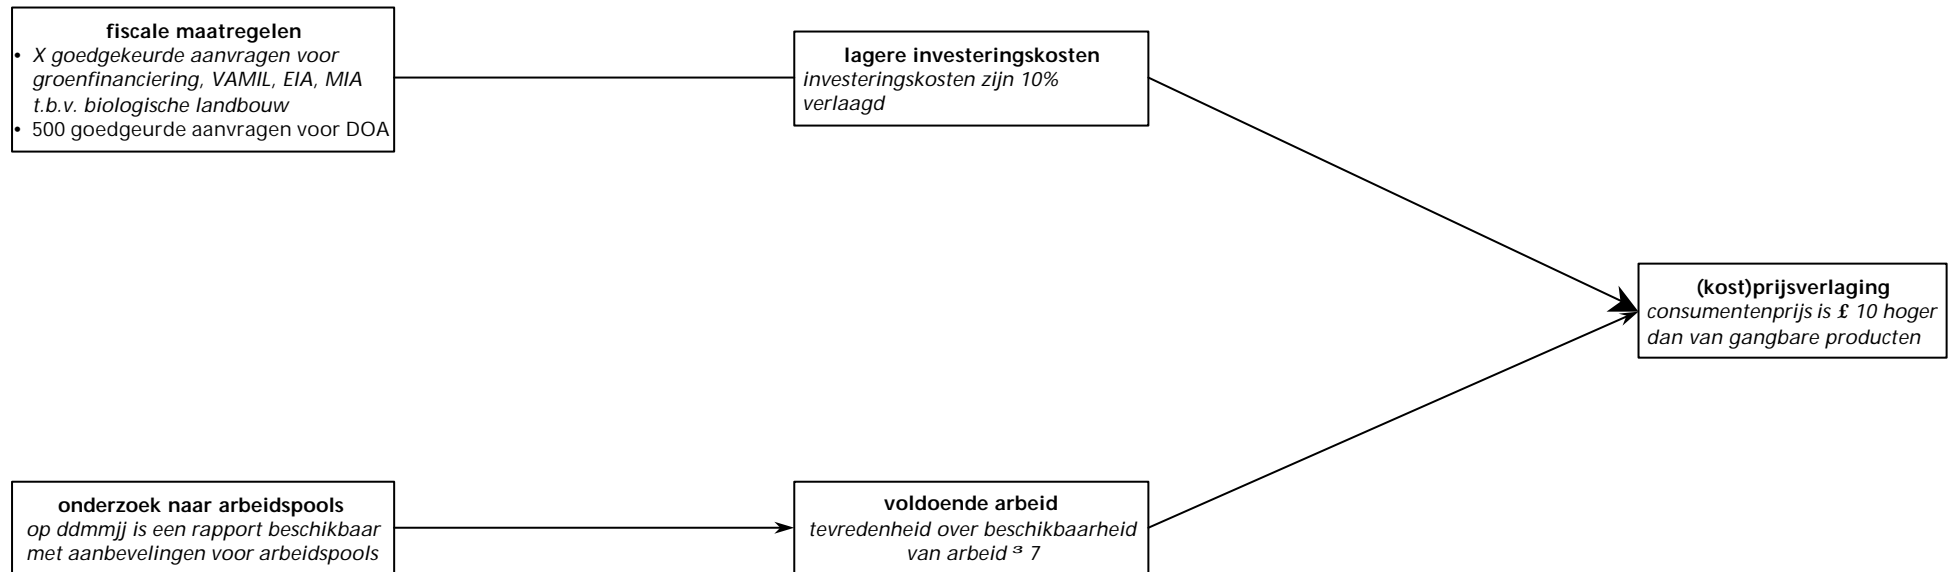 fiscale maatregelen
• X goedgekeurde aanvragen voor
groenfinanciering, VAMIL, EIA, MIA
t.b.v. biologische landbouw
• 500 goedgeurde aanvragen voor DOA
lagere investeringskosten
investeringskosten zijn 10%
verlaagd
(kost)prijsverlaging
consumentenprijs is £ 10 hoger
dan van gangbare producten
onderzoek naar arbeidspools
op ddmmjj is een rapport beschikbaar
met aanbevelingen voor arbeidspools
voldoende arbeid
tevredenheid over beschikbaarheid
van arbeid ³ 7